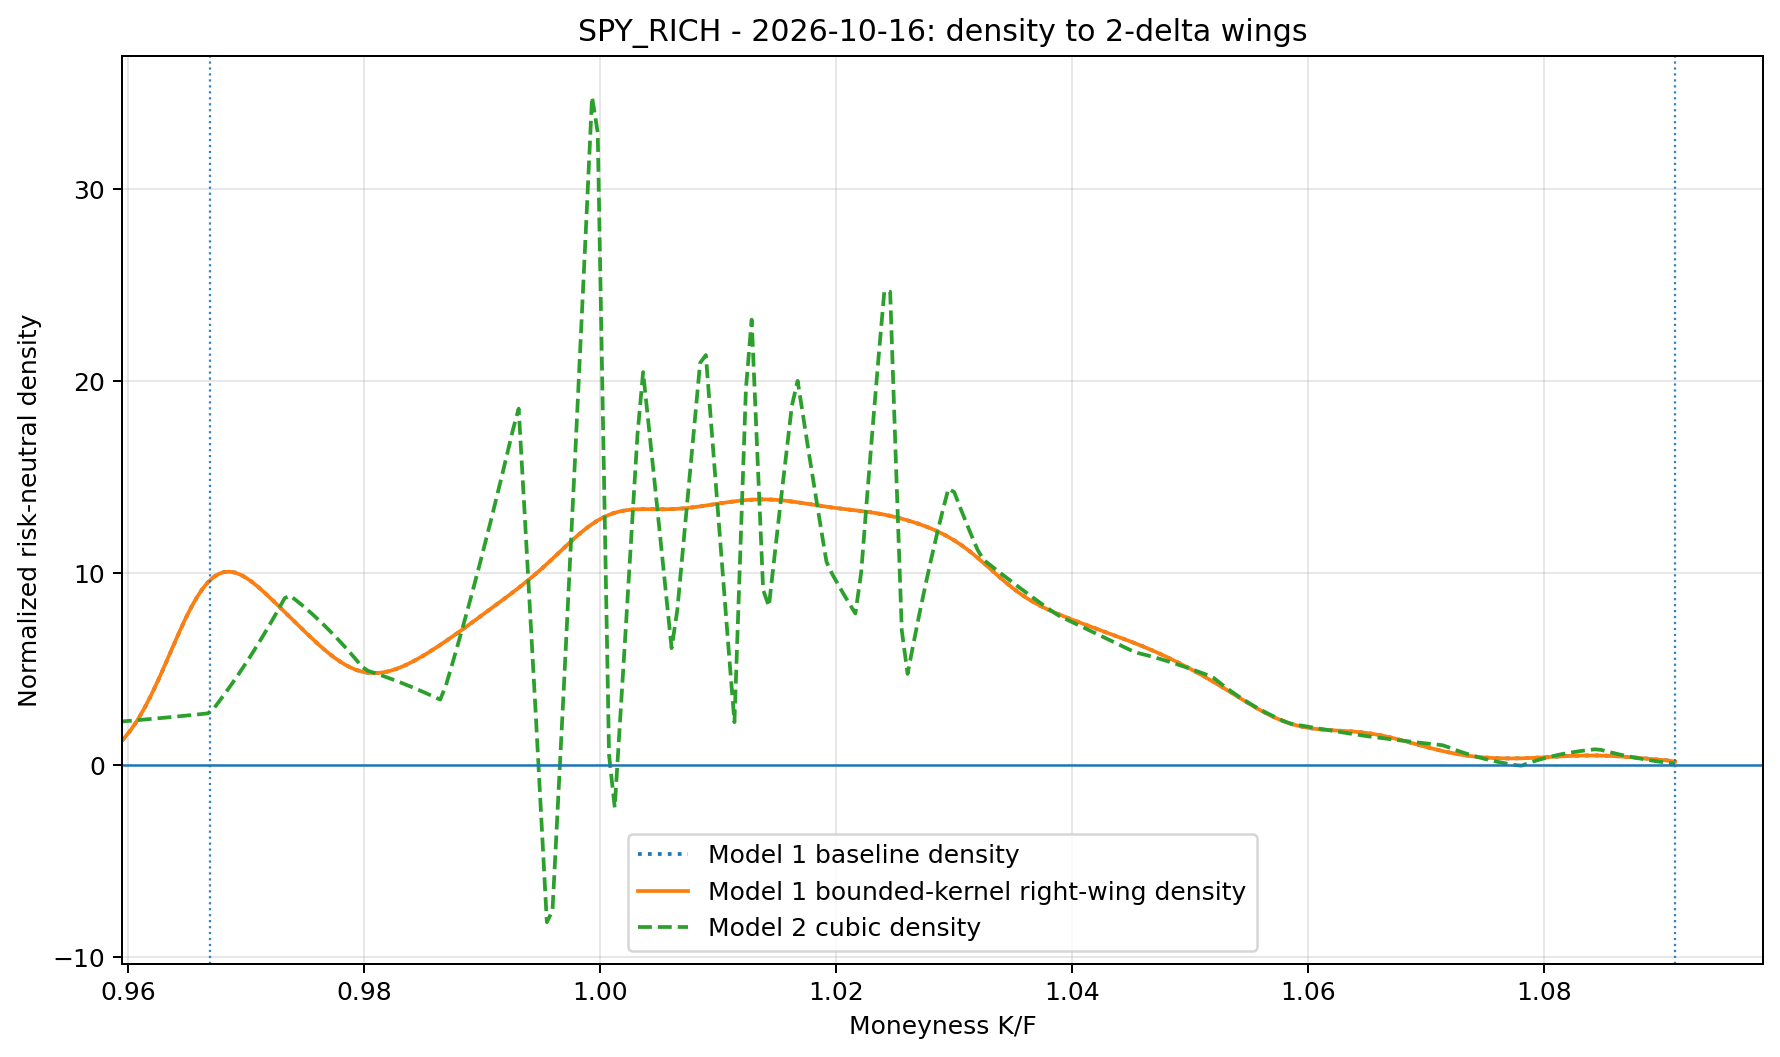 SPY_RICH - 2026-10-16: density to 2-delta wings
Normalized risk-neutral density
30
20
10
0
−10
Model 1 baseline density
Model 1 bounded-kernel right-wing density
Model 2 cubic density
0.96 0.98 1.00 1.02 1.04 1.06 1.08
Moneyness K/F